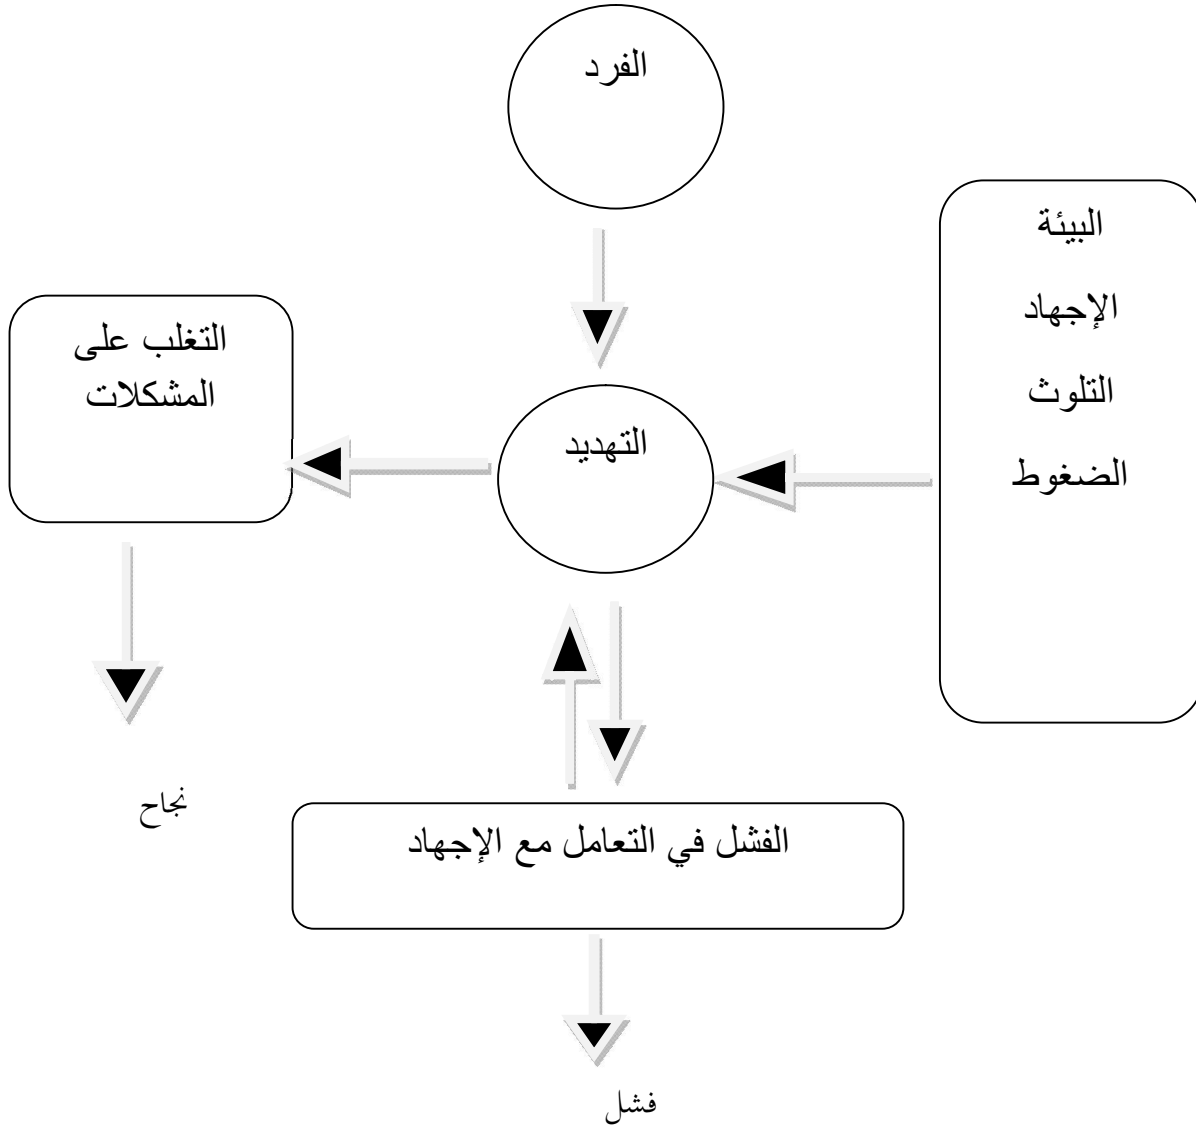 الفرد
البيئة
الإجهاد
التلوث
الضغوط
التهديد
التغلب على
المشكلات
نجاح
الفشل في التعامل مع الإجهاد
فشل